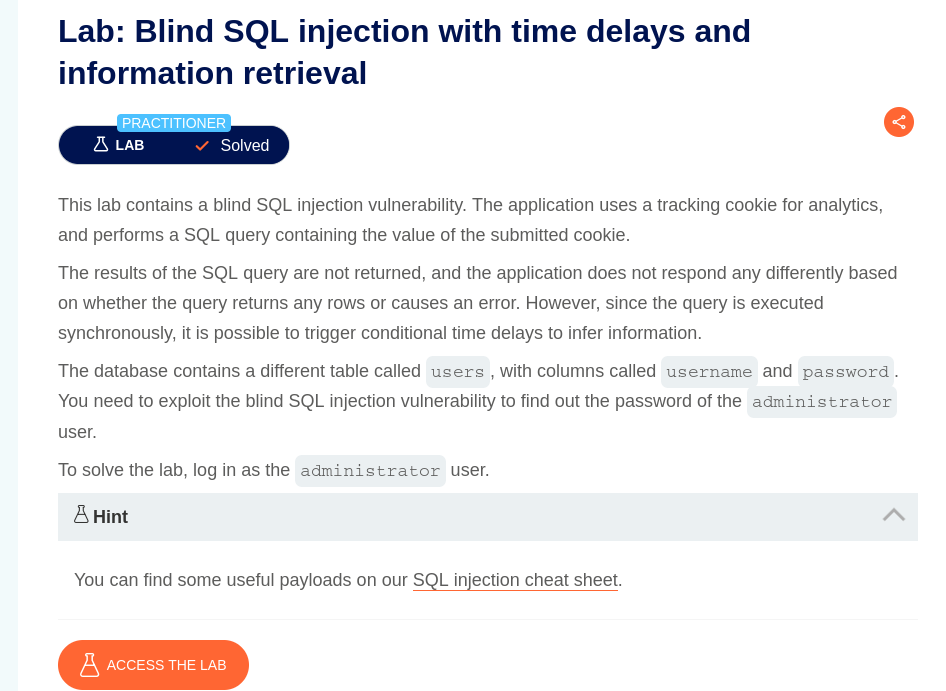 Lab: Blind SQL injection with time delays and
information retrieval
PRACTITIONER
LAB
Solved
This lab contains a blind SQL injection vulnerability. The application uses a tracking cookie for analytics,
and performs a SQL query containing the value of the submitted cookie.
The results of the SQL query are not returned, and the application does not respond any differently based
on whether the query returns any rows or causes an error. However, since the query is executed
synchronously, it is possible to trigger conditional time delays to infer information.
The database contains a different table called users, with columns called username and password.
You need to exploit the blind SQL injection vulnerability to find out the password of the administrator
user.
To solve the lab, log in as the administrator user.
Hint
You can find some useful payloads on our SQL injection cheat sheet.
ACCESS THE LAB